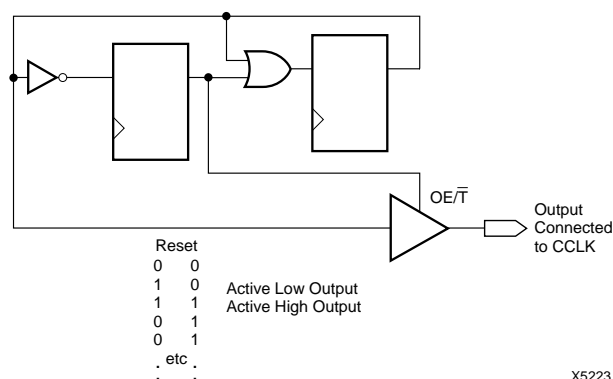 OE/T̅
Output
Connected
to CCLK
Reset
0 0
1 0 Active Low Output
1 1 Active High Output
0 1
0 1
. etc .
. .
X5223